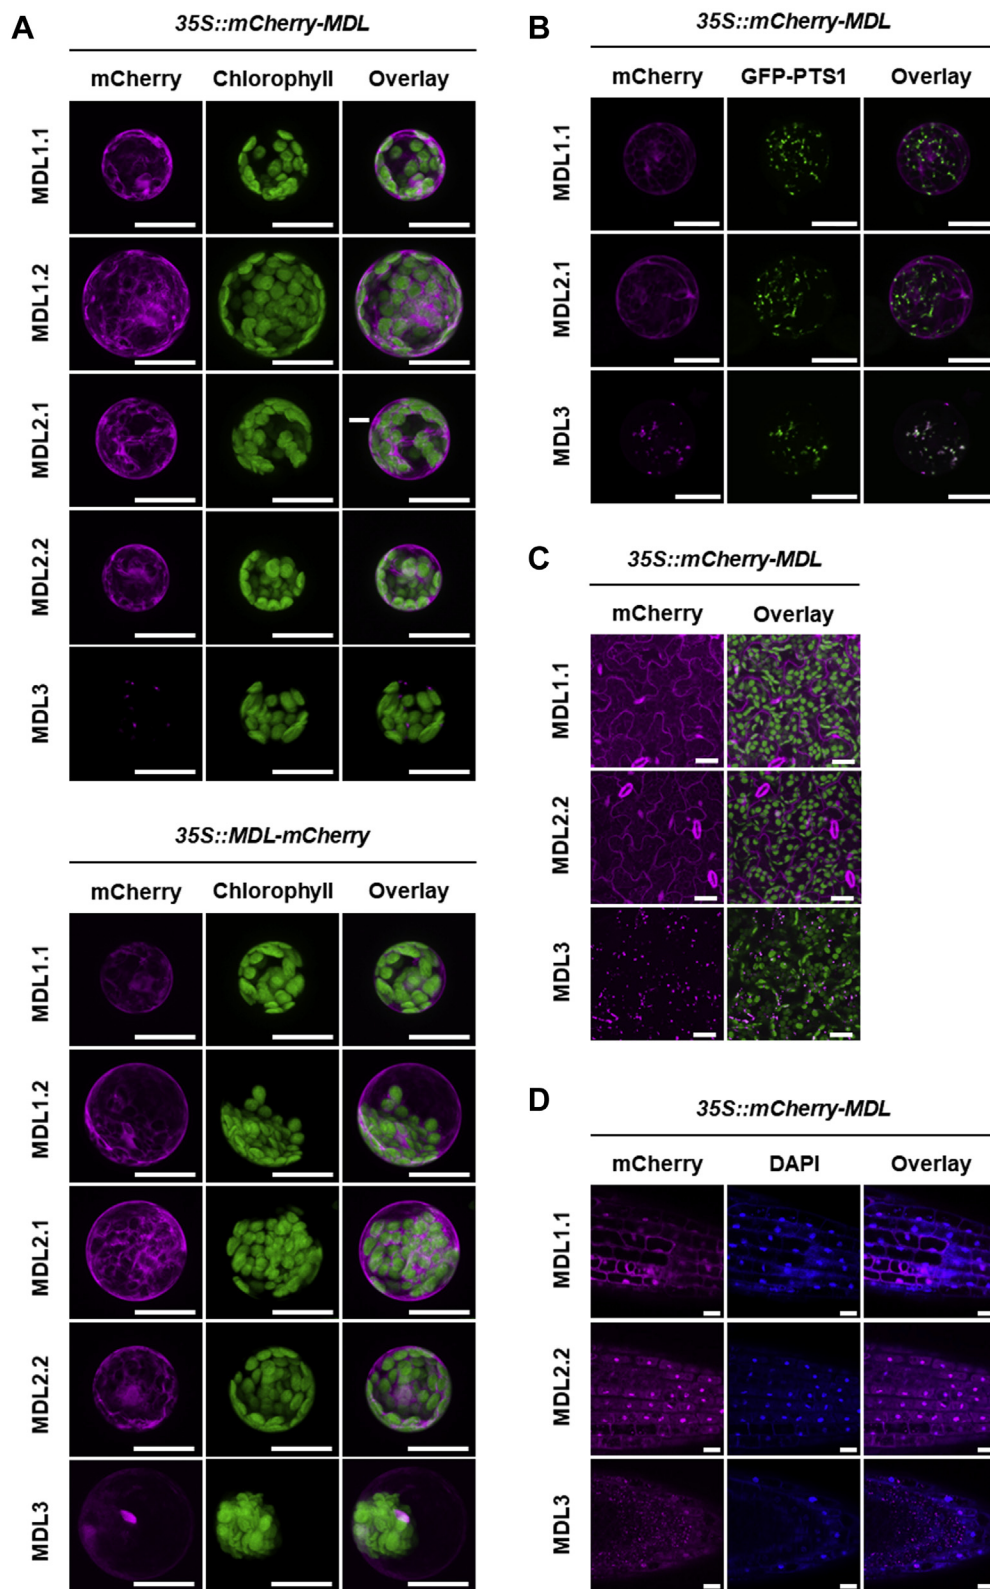 A
35S::mCherry-MDL
mCherry Chlorophyll Overlay
MDL1.1
MDL1.2
MDL2.1
MDL2.2
MDL3
35S::MDL-mCherry
mCherry Chlorophyll Overlay
MDL1.1
MDL1.2
MDL2.1
MDL2.2
MDL3
B
35S::mCherry-MDL
mCherry GFP-PTS1 Overlay
MDL1.1
MDL2.1
MDL3
C
35S::mCherry-MDL
mCherry Overlay
MDL1.1
MDL2.2
MDL3
D
35S::mCherry-MDL
mCherry DAPI Overlay
MDL1.1
MDL2.2
MDL3